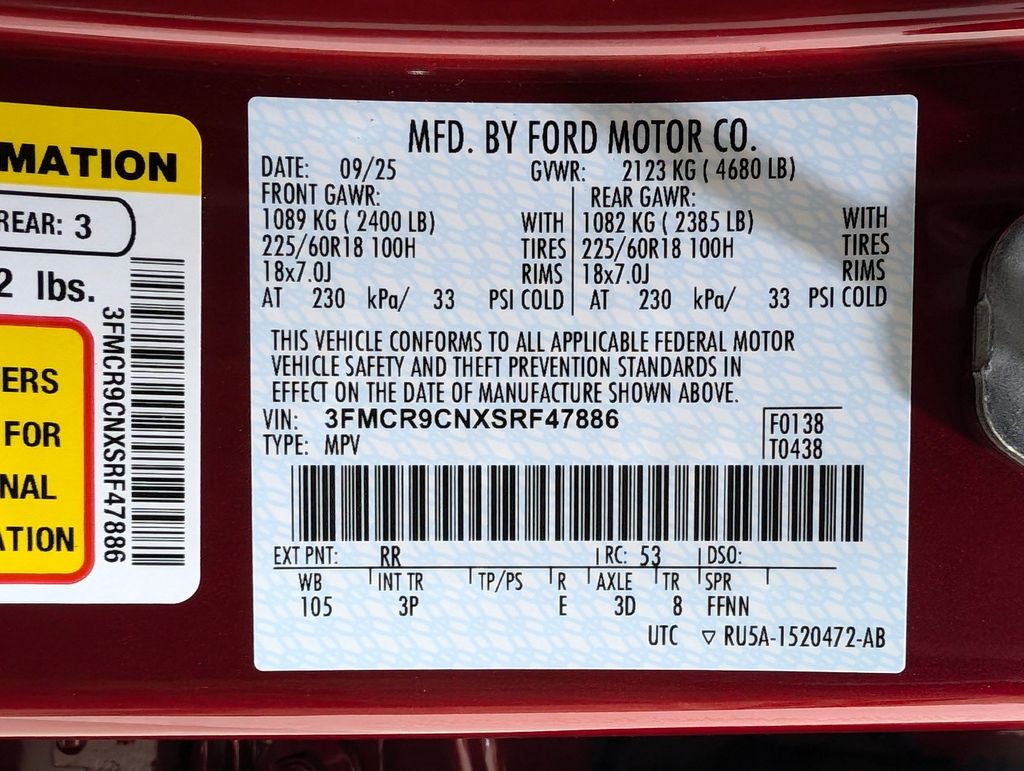 MATION
REAR: 3
2 lbs.
ERS
FOR
NAL
ATION
3FMCR9CNXSRF47886
MFD. BY FORD MOTOR CO.
DATE: 09/25 GVWR: 2123 KG ( 4680 LB)
FRONT GAWR: REAR GAWR:
1089 KG ( 2400 LB) WITH 1082 KG ( 2385 LB) WITH
225/60R18 100H TIRES 225/60R18 100H TIRES
18x7.0J RIMS 18x7.0J RIMS
AT 230 kPa/ 33 PSI COLD AT 230 kPa/ 33 PSI COLD
THIS VEHICLE CONFORMS TO ALL APPLICABLE FEDERAL MOTOR
VEHICLE SAFETY AND THEFT PREVENTION STANDARDS IN
EFFECT ON THE DATE OF MANUFACTURE SHOWN ABOVE.
VIN: 3FMCR9CNXSRF47886 F0138
TYPE: MPV T0438
EXT PNT: RR RC: 53 DSO:
WB INT TR TP/PS R AXLE TR SPR
105 3P E 3D 8 FFNN
UTC ▽ RU5A-1520472-AB